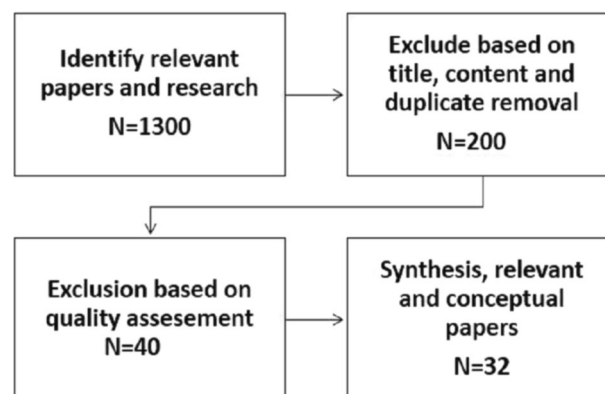 Identify relevant
papers and research
N=1300
Exclude based on
title, content and
duplicate removal
N=200
Exclusion based on
quality assesement
N=40
Synthesis, relevant
and conceptual
papers
N=32